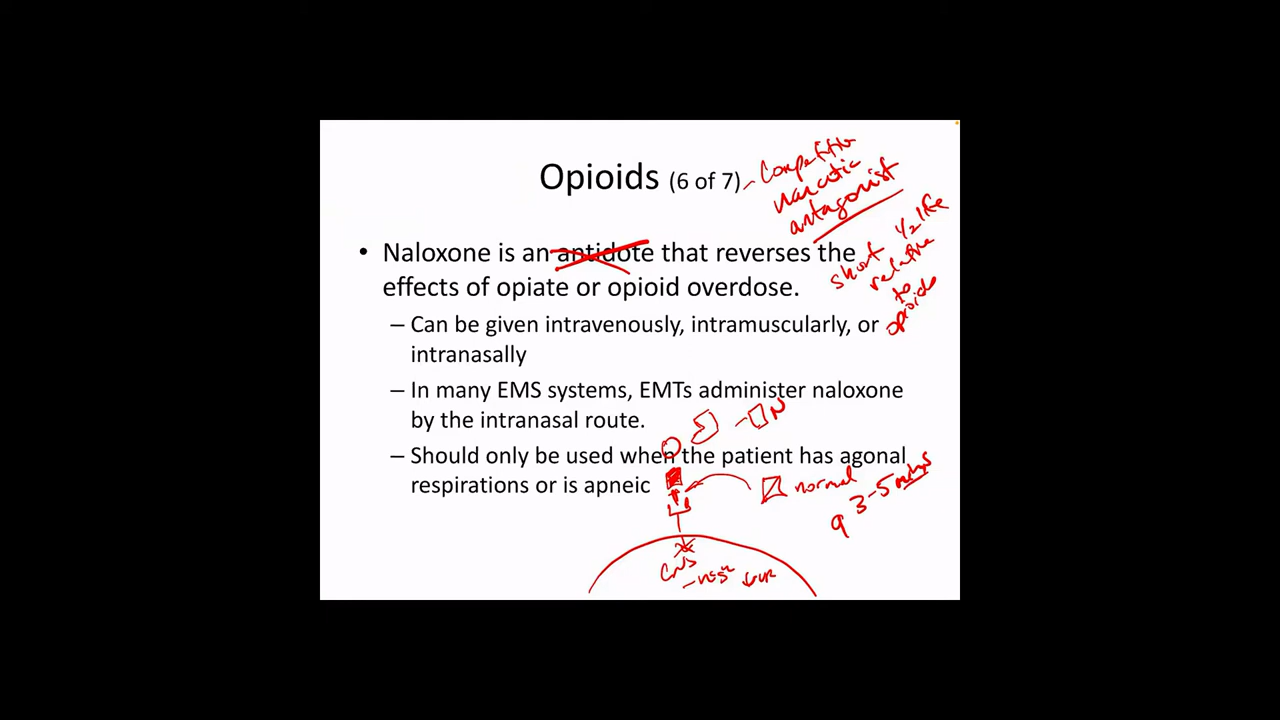 Opioids (6 of 7)
Competitive
narcotic
antagonist
short 1/2 life
relative
to
opioids
• Naloxone is an antidote that reverses the
effects of opiate or opioid overdose.
– Can be given intravenously, intramuscularly, or
intranasally
– In many EMS systems, EMTs administer naloxone
by the intranasal route.
N
– Should only be used when the patient has agonal
respirations or is apneic
normal
q 3-5
CNS